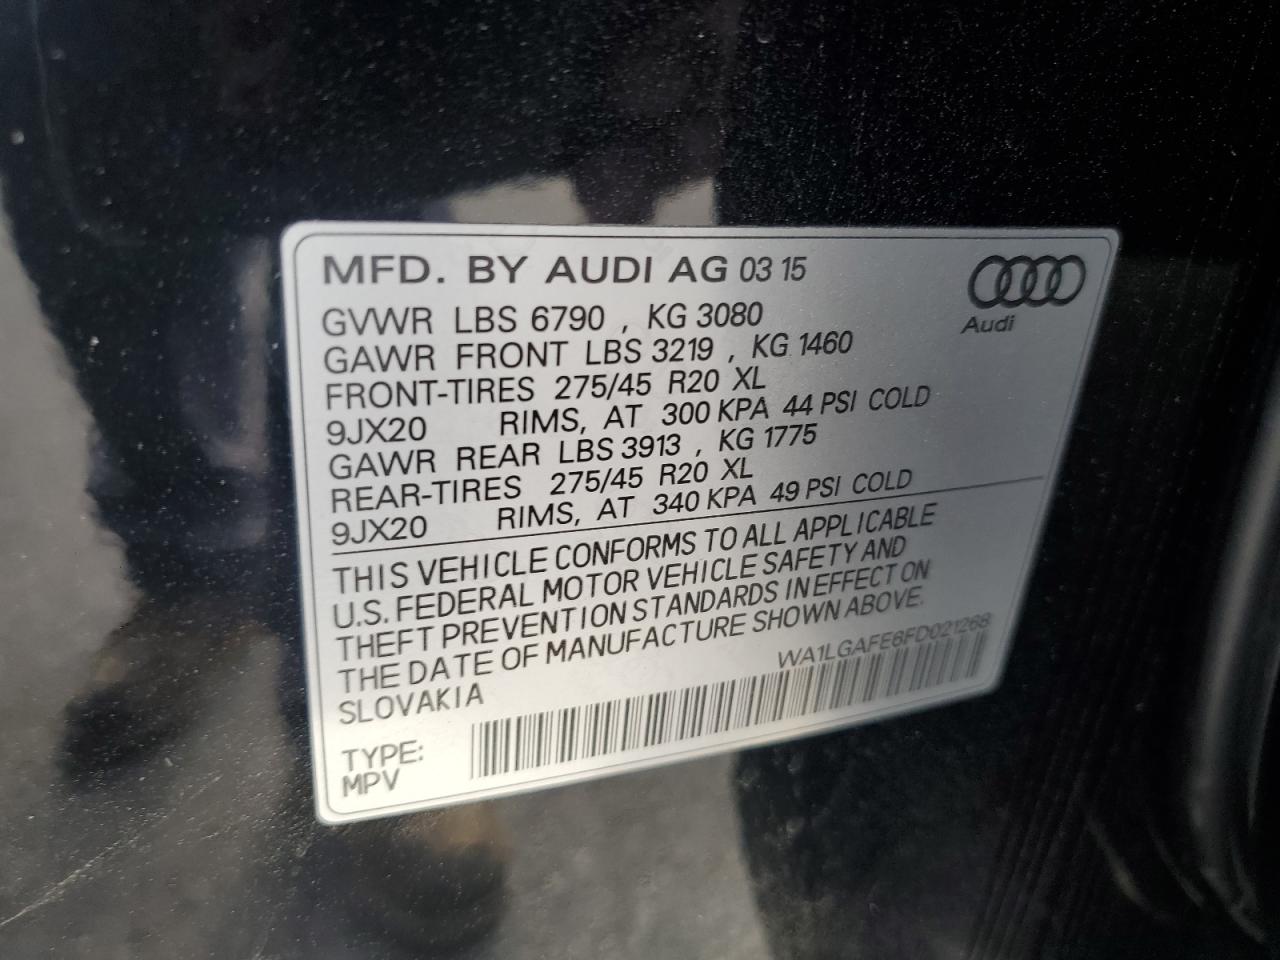 MFD. BY AUDI AG 03 15
GVWR LBS 6790 , KG 3080
GAWR FRONT LBS 3219 , KG 1460
FRONT-TIRES 275/45 R20 XL
9JX20 RIMS, AT 300 KPA 44 PSI COLD
GAWR REAR LBS 3913 , KG 1775
REAR-TIRES 275/45 R20 XL
9JX20 RIMS, AT 340 KPA 49 PSI COLD
Audi
THIS VEHICLE CONFORMS TO ALL APPLICABLE
U.S. FEDERAL MOTOR VEHICLE SAFETY AND
THEFT PREVENTION STANDARDS IN EFFECT ON
THE DATE OF MANUFACTURE SHOWN ABOVE.
SLOVAKIA
WA1LGAFE6FD021268
TYPE:
MPV